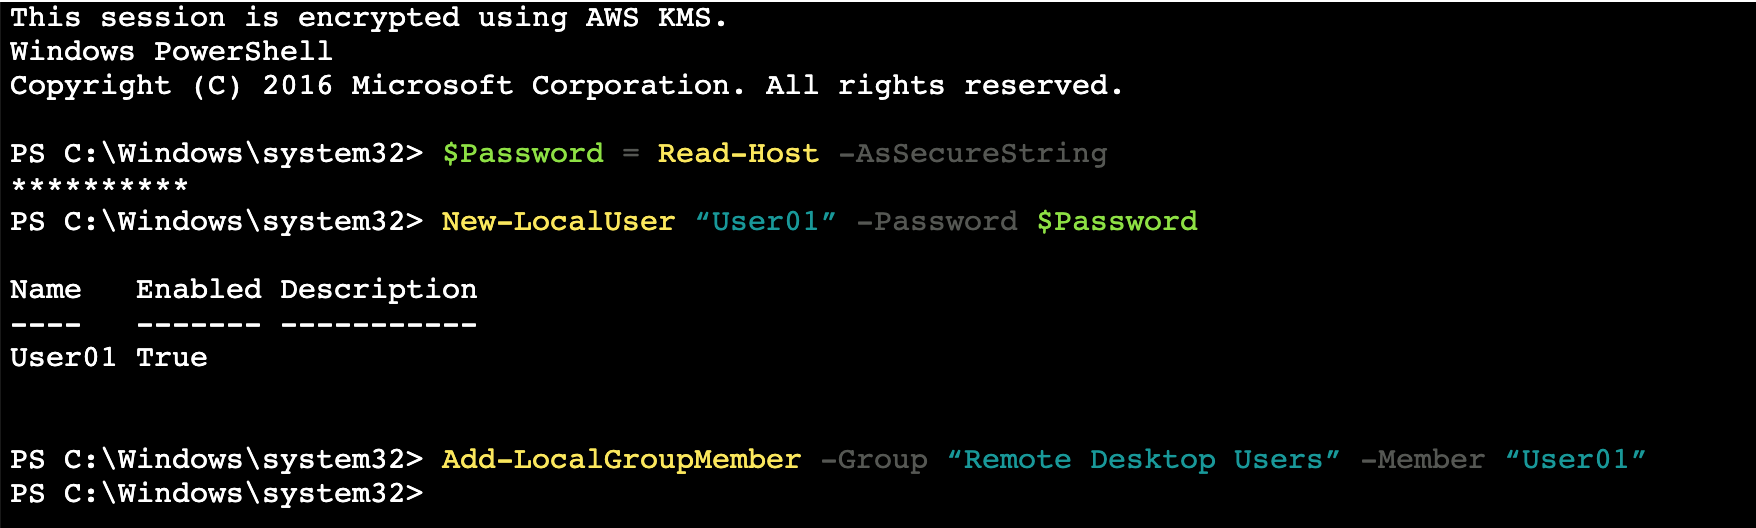 This session is encrypted using AWS KMS.
Windows PowerShell
Copyright (C) 2016 Microsoft Corporation. All rights reserved.
PS C:\Windows\system32> $Password = Read-Host -AsSecureString
**********
PS C:\Windows\system32> New-LocalUser “User01” -Password $Password
Name   Enabled Description
----   ------- -----------
User01 True
PS C:\Windows\system32> Add-LocalGroupMember -Group “Remote Desktop Users” -Member “User01”
PS C:\Windows\system32>